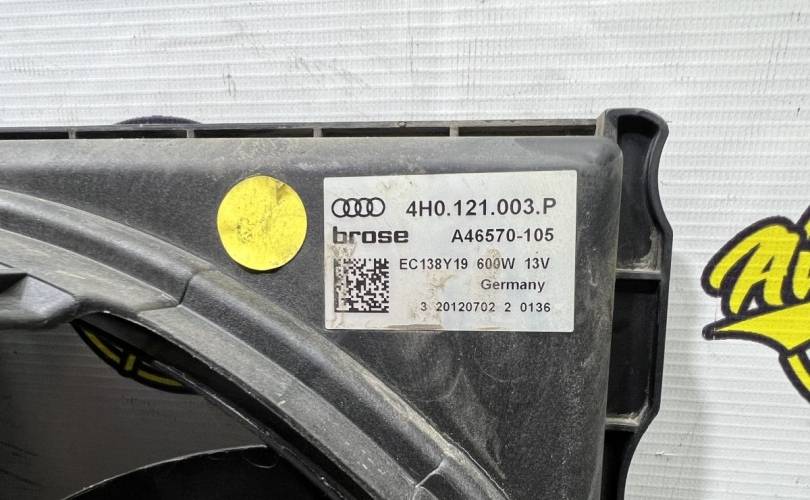 4H0.121.003.P
brose A46570-105
EC138Y19 600W 13V
Germany
3 20120702 2 0136